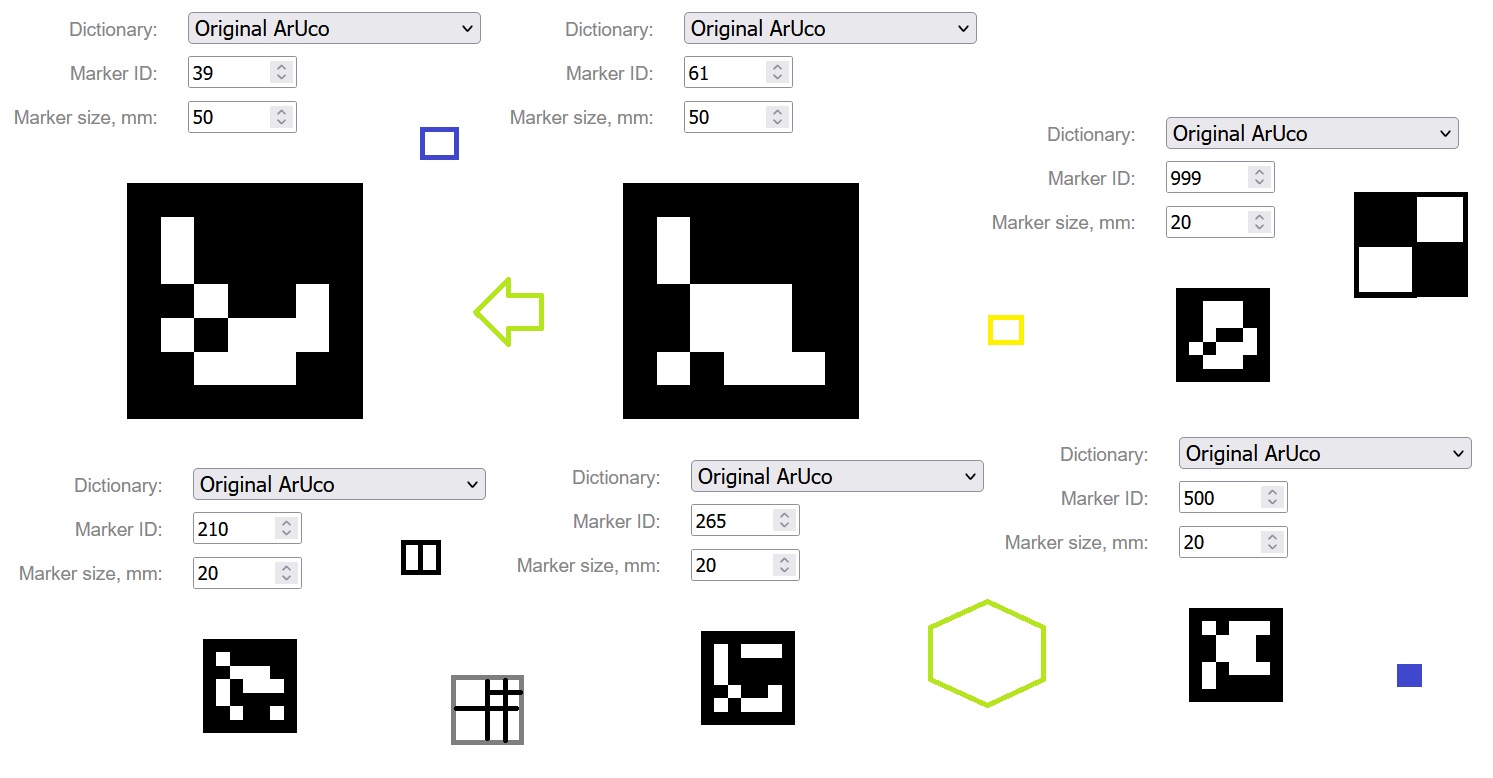 Dictionary: Original ArUco
Marker ID: 39
Marker size, mm: 50
Dictionary: Original ArUco
Marker ID: 61
Marker size, mm: 50
Dictionary: Original ArUco
Marker ID: 999
Marker size, mm: 20
Dictionary: Original ArUco
Marker ID: 210
Marker size, mm: 20
Dictionary: Original ArUco
Marker ID: 265
Marker size, mm: 20
Dictionary: Original ArUco
Marker ID: 500
Marker size, mm: 20